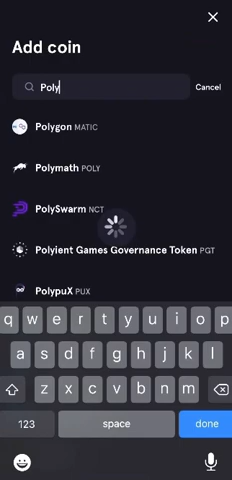 Add coin
Poly
Cancel
Polygon MATIC
Polymath POLY
PolySwarm NCT
Polyient Games Governance Token PGT
PolypuX PUX
q w e r t y u i o p
a s d f g h j k l
z x c v b n m
123 space done